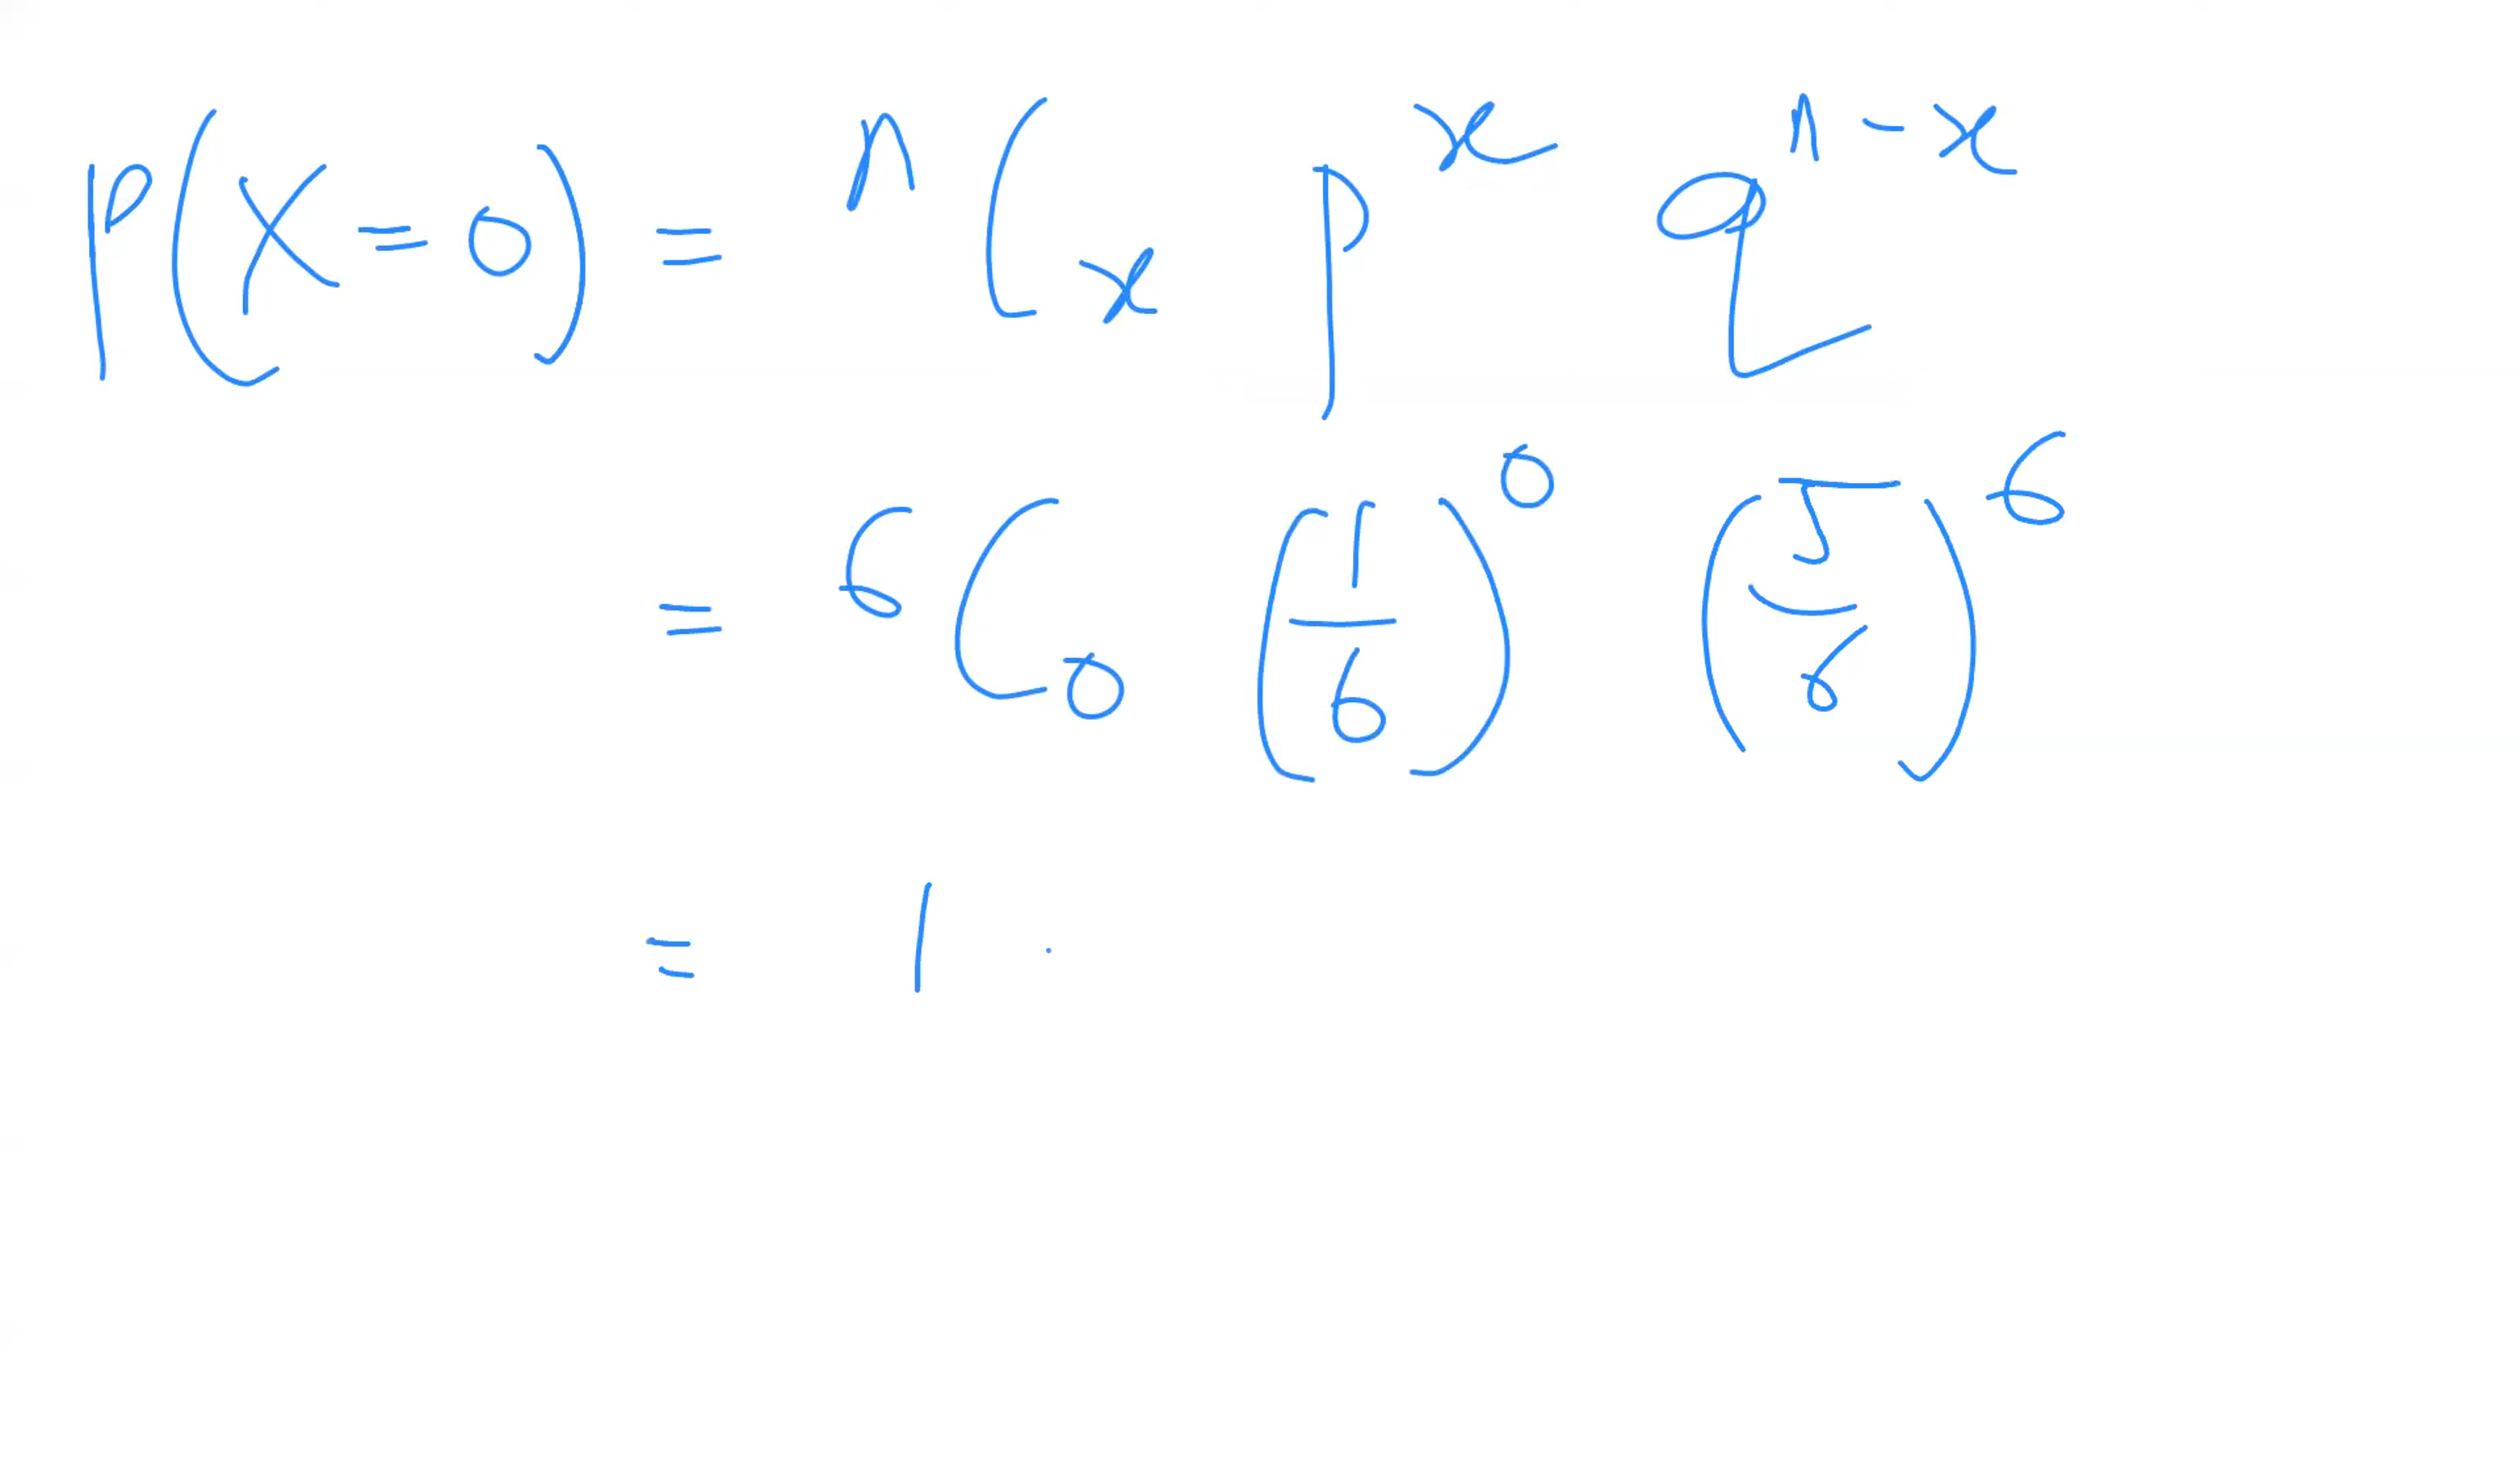 P(X = 0) = ⁿCₓ pˣ qⁿ⁻ˣ
= ⁶C₀ (1/6)⁰ (5/6)⁶
= 1 ·